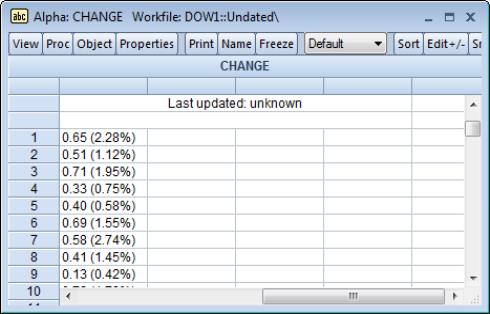 abc Alpha: CHANGE Workfile: DOW1::Undated\
View Proc Object Properties Print Name Freeze Default Sort Edit+/-
CHANGE
Last updated: unknown
1 0.65 (2.28%)
2 0.51 (1.12%)
3 0.71 (1.95%)
4 0.33 (0.75%)
5 0.40 (0.58%)
6 0.69 (1.55%)
7 0.58 (2.74%)
8 0.41 (1.45%)
9 0.13 (0.42%)
10